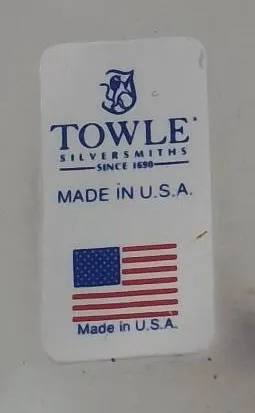 TOWLE
SILVERSMITHS
SINCE 1690
MADE IN U.S.A.
Made in U.S.A.